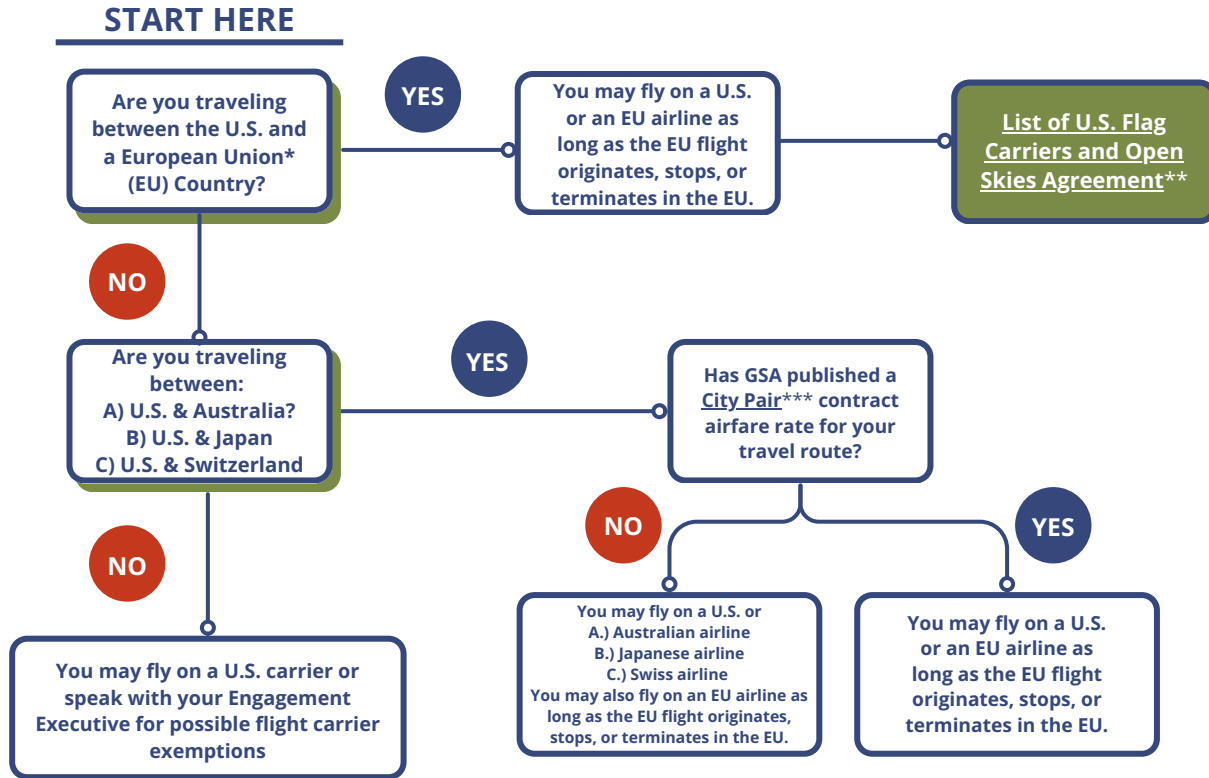 START HERE
Are you traveling
between the U.S. and
a European Union*
(EU) Country?
YES
You may fly on a U.S.
or an EU airline as
long as the EU flight
originates, stops, or
terminates in the EU.
List of U.S. Flag
Carriers and Open
Skies Agreement**
NO
Are you traveling
between:
A) U.S. & Australia?
B) U.S. & Japan
C) U.S. & Switzerland
YES
Has GSA published a
City Pair*** contract
airfare rate for your
travel route?
NO
You may fly on a U.S. carrier or
speak with your Engagement
Executive for possible flight carrier
exemptions
NO
You may fly on a U.S. or
A.) Australian airline
B.) Japanese airline
C.) Swiss airline
You may also fly on an EU airline as
long as the EU flight originates,
stops, or terminates in the EU.
YES
You may fly on a U.S.
or an EU airline as
long as the EU flight
originates, stops, or
terminates in the EU.